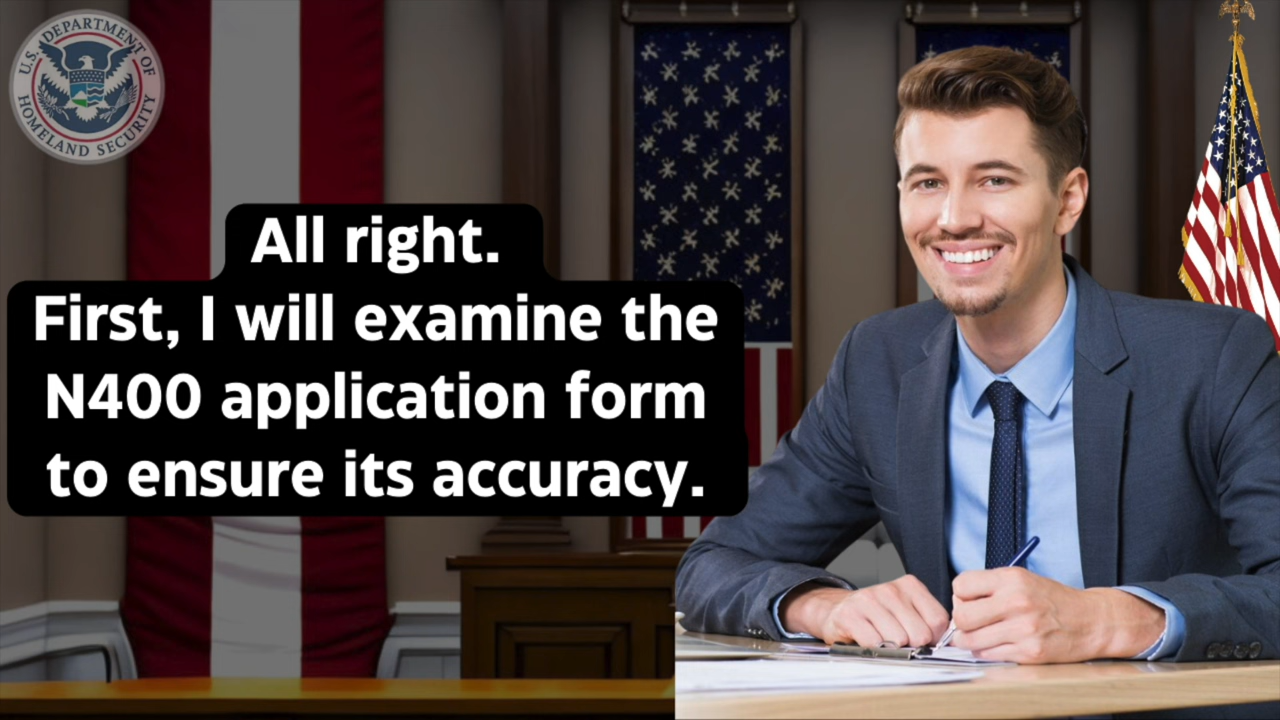 U.S. DEPARTMENT OF
HOMELAND SECURITY
All right.
First, I will examine the
N400 application form
to ensure its accuracy.